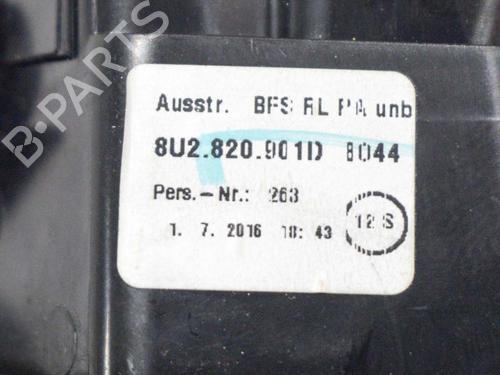 B-PARTS
Ausstr. BFS RL PA unb
8U2.820.901D 8044
Pers.-Nr.: 263
1. 7. 2016 18: 43
12 S